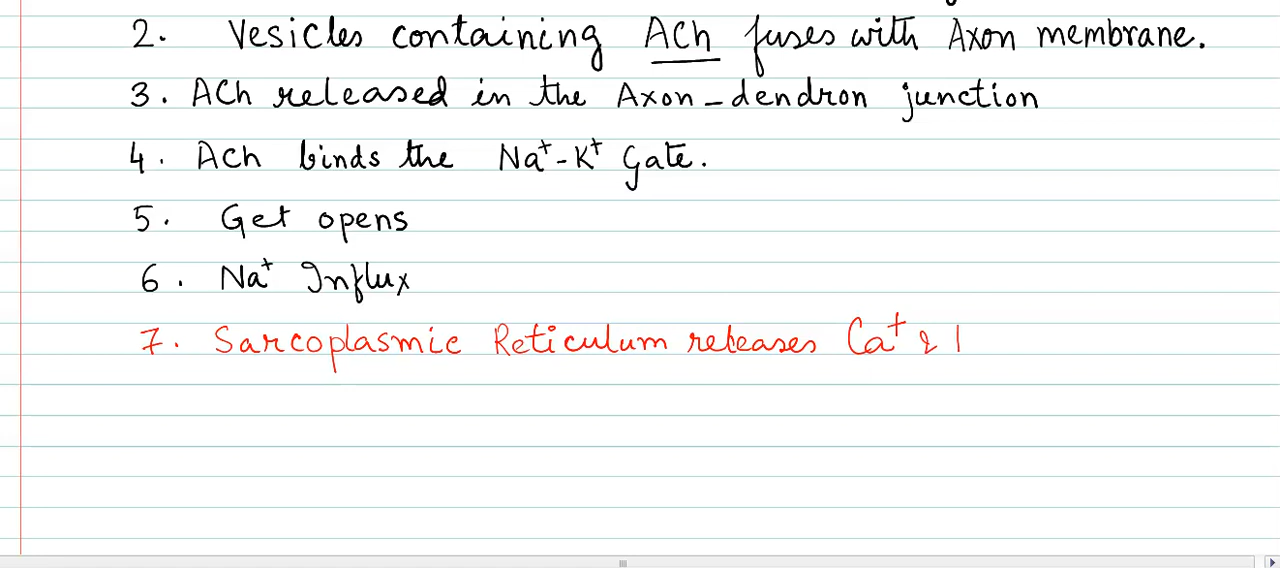 2. Vesicles containing ACh fuses with Axon membrane.
3. ACh released in the Axon-dendron junction
4. ACh binds the Na⁺-K⁺ Gate.
5. Get opens
6. Na⁺ Influx
7. Sarcoplasmic Reticulum releases Ca⁺ &